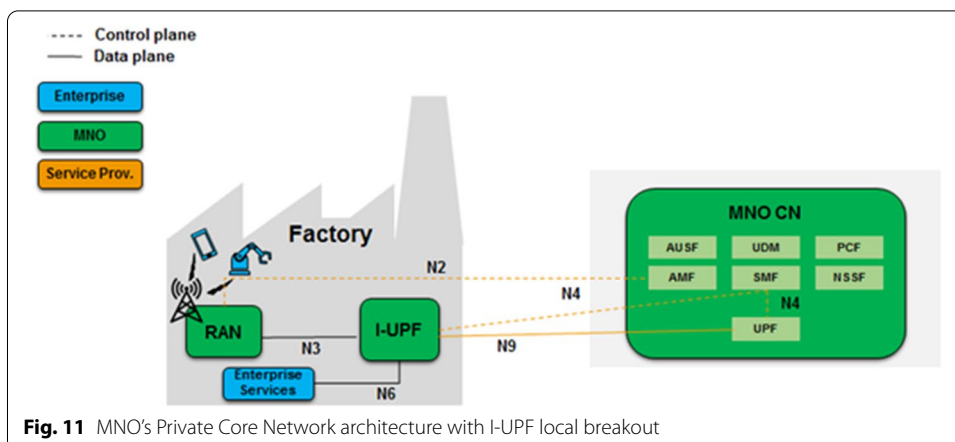 Control plane
Data plane
Enterprise
MNO
Service Prov.
Factory
MNO CN
AUSF UDM PCF
AMF SMF NSSF
N2
N4
N4
UPF
RAN
I-UPF
N3
N9
Enterprise
Services
N6
Fig. 11 MNO's Private Core Network architecture with I-UPF local breakout